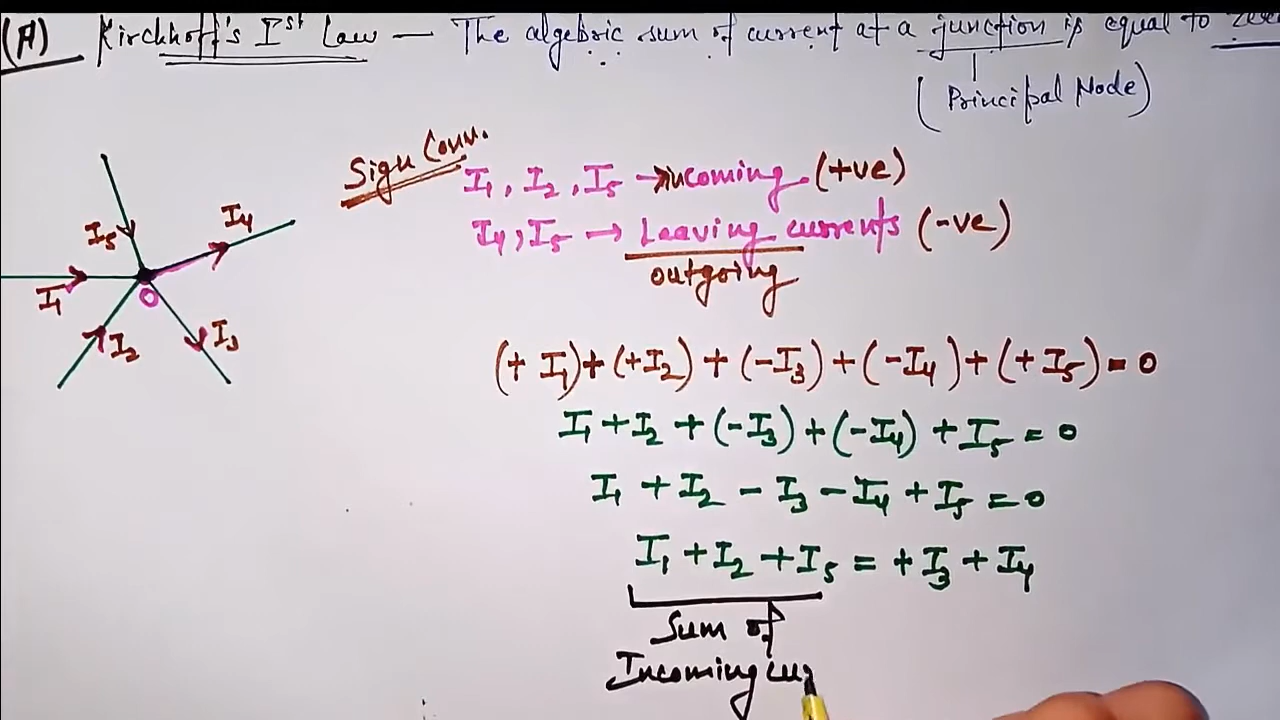 (A) Kirchhoff's Ist Law — The algebric sum of current at a junction is equal to zero
(Principal Node)
Sign Conv.
I1, I2, I5 → incoming (+ve)
I4, I5 → Leaving currents (-ve)
outgoing
I5
I4
I1
O
I2
I3
(+ I1) + (+I2) + (-I3) + (-I4) + (+ I5) = 0
I1 + I2 + (-I3) + (-I4) + I5 = 0
I1 + I2 - I3 - I4 + I5 = 0
I1 + I2 + I5 = + I3 + I4
Sum of
Incoming cur